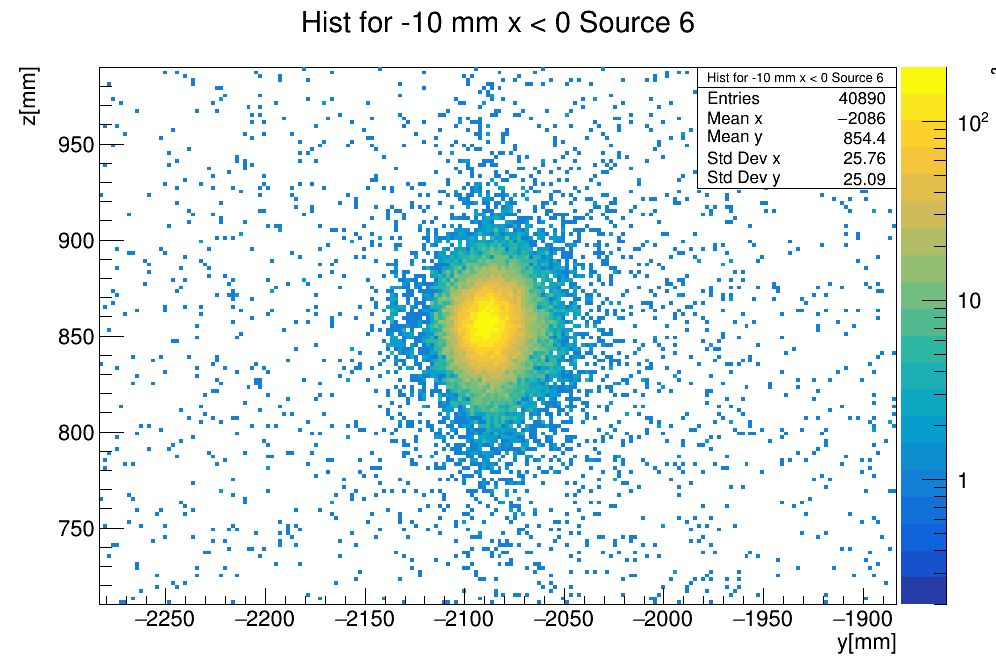 Hist for -10 mm x < 0 Source 6
z[mm]
Hist for -10 mm x < 0 Source 6
Entries 40890
Mean x −2086
Mean y 854.4
Std Dev x 25.76
Std Dev y 25.09
950
900
850
800
750
10²
10
1
−2250 −2200 −2150 −2100 −2050 −2000 −1950 −1900
y[mm]